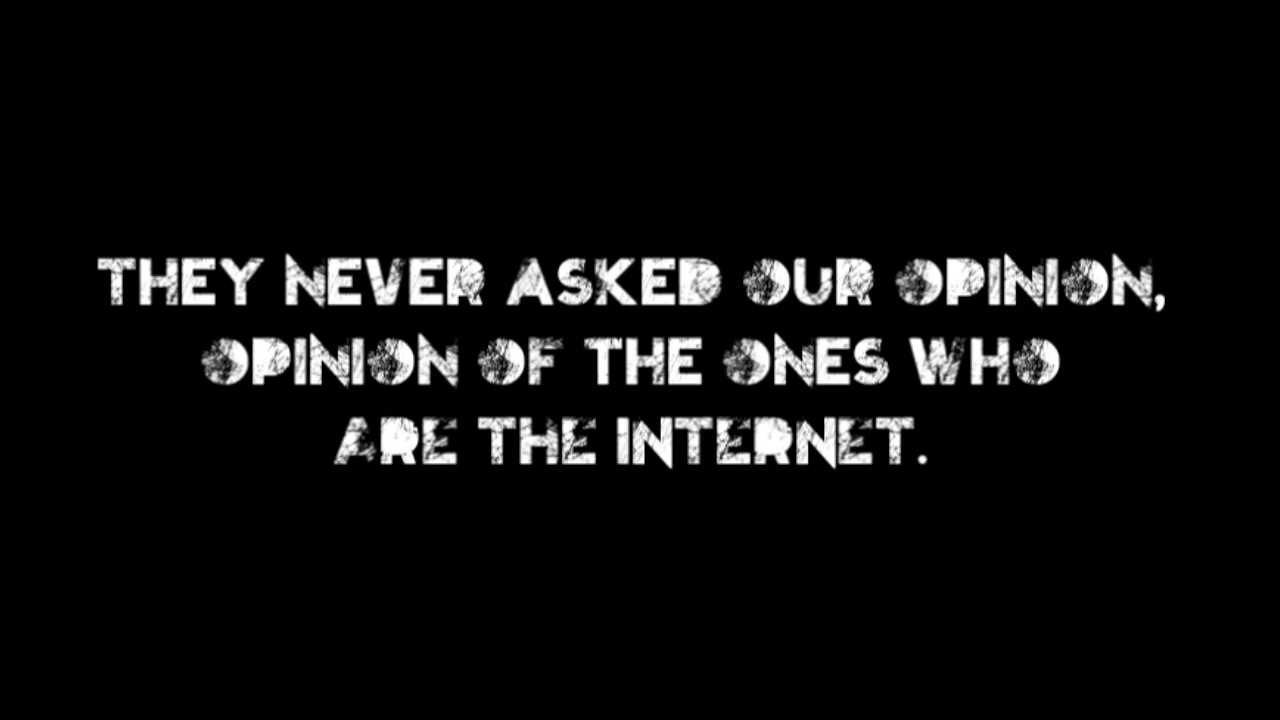 THEY NEVER ASKED OUR OPINION,
OPINION OF THE ONES WHO
ARE THE INTERNET.